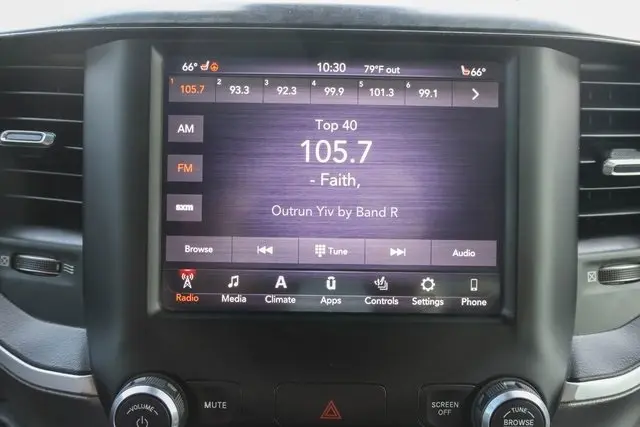 66° 10:30 79°F out 66°
1 105.7 2 93.3 3 92.3 4 99.9 5 101.3 6 99.1
AM
Top 40
105.7
FM
- Faith,
sxm
Outrun Yiv by Band R
Browse Tune Audio
Radio Media A Climate û Apps Controls Settings Phone
VOLUME MUTE SCREEN OFF TUNE
BROWSE